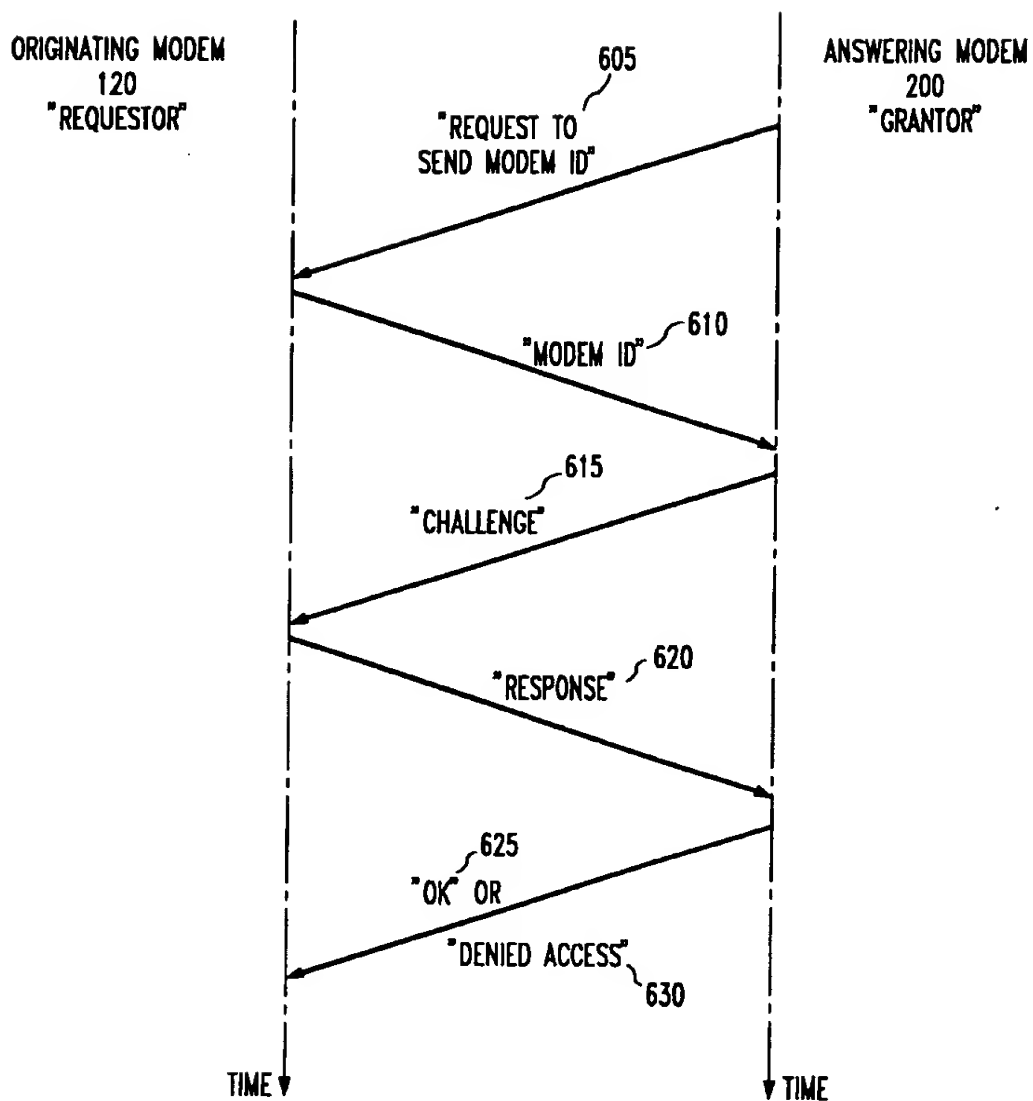 ORIGINATING MODEM
120
"REQUESTOR"
ANSWERING MODEM
200
"GRANTOR"
605
"REQUEST TO
SEND MODEM ID"
610
"MODEM ID"
615
"CHALLENGE"
620
"RESPONSE"
625
"OK" OR
"DENIED ACCESS"
630
TIME
TIME